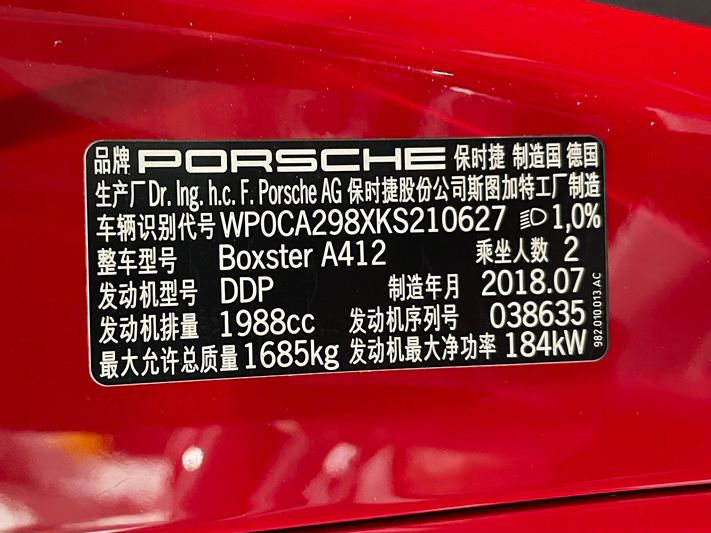 品牌 PORSCHE 保时捷 制造国 德国
生产厂 Dr. Ing. h.c. F. Porsche AG 保时捷股份公司斯图加特工厂制造
车辆识别代号 WP0CA298XKS210627 1,0%
整车型号 Boxster A412 乘坐人数 2
发动机型号 DDP 制造年月 2018.07
发动机排量 1988cc 发动机序列号 038635
最大允许总质量 1685kg 发动机最大净功率 184kW
982.010.013.AC